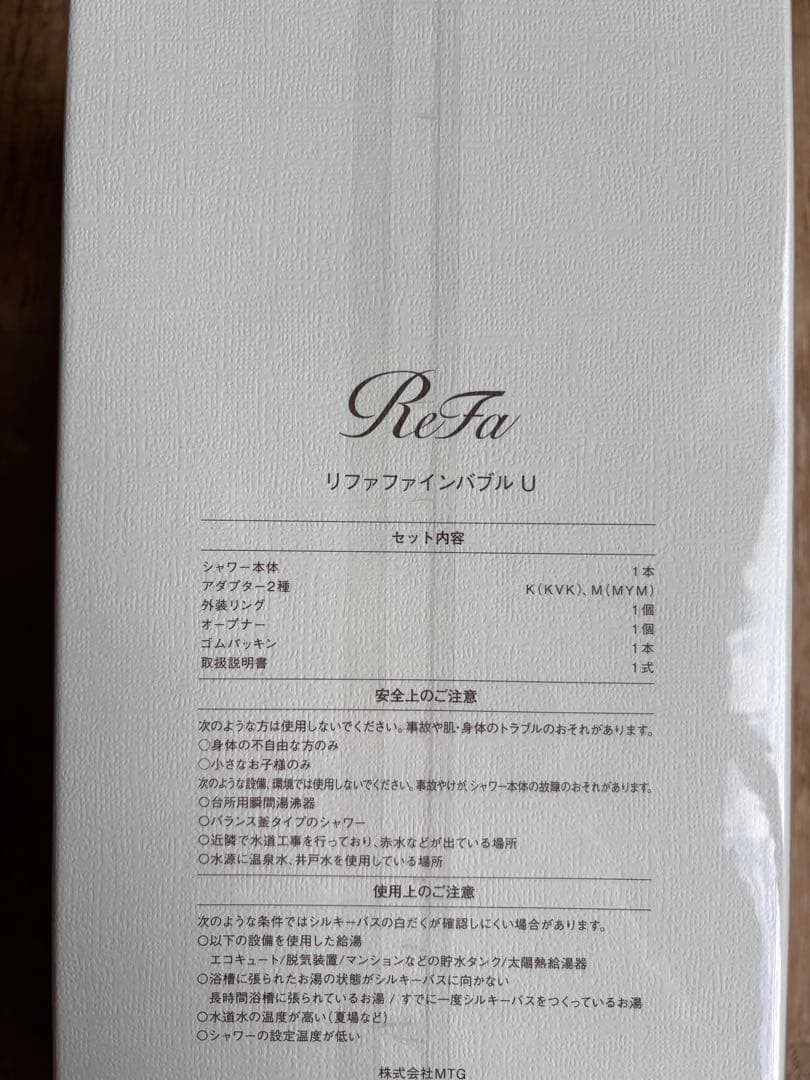 ReFa
リファファインバブル U
セット内容
シャワー本体 1本
アダプター2種 K(KVK)、M(MYM)
外装リング 1個
オープナー 1個
ゴムパッキン 1本
取扱説明書 1式
安全上のご注意
次のような方は使用しないでください。事故や肌・身体のトラブルのおそれがあります。
○身体の不自由な方のみ
○小さなお子様のみ
次のような設備、環境では使用しないでください。事故やけが、シャワー本体の故障のおそれがあります。
○台所用瞬間湯沸器
○バランス釜タイプのシャワー
○近隣で水道工事を行っており、赤水などが出ている場所
○水源に温泉水、井戸水を使用している場所
使用上のご注意
次のような条件ではシルキーバスの白だくが確認しにくい場合があります。
○以下の設備を使用した給湯
エコキュート/脱気装置/マンションなどの貯水タンク/太陽熱給湯器
○浴槽に張られたお湯の状態がシルキーバスに向かない
長時間浴槽に張られているお湯 / すでに一度シルキーバスをつくっているお湯
○水道水の温度が高い(夏場など)
○シャワーの設定温度が低い
株式会社MTG